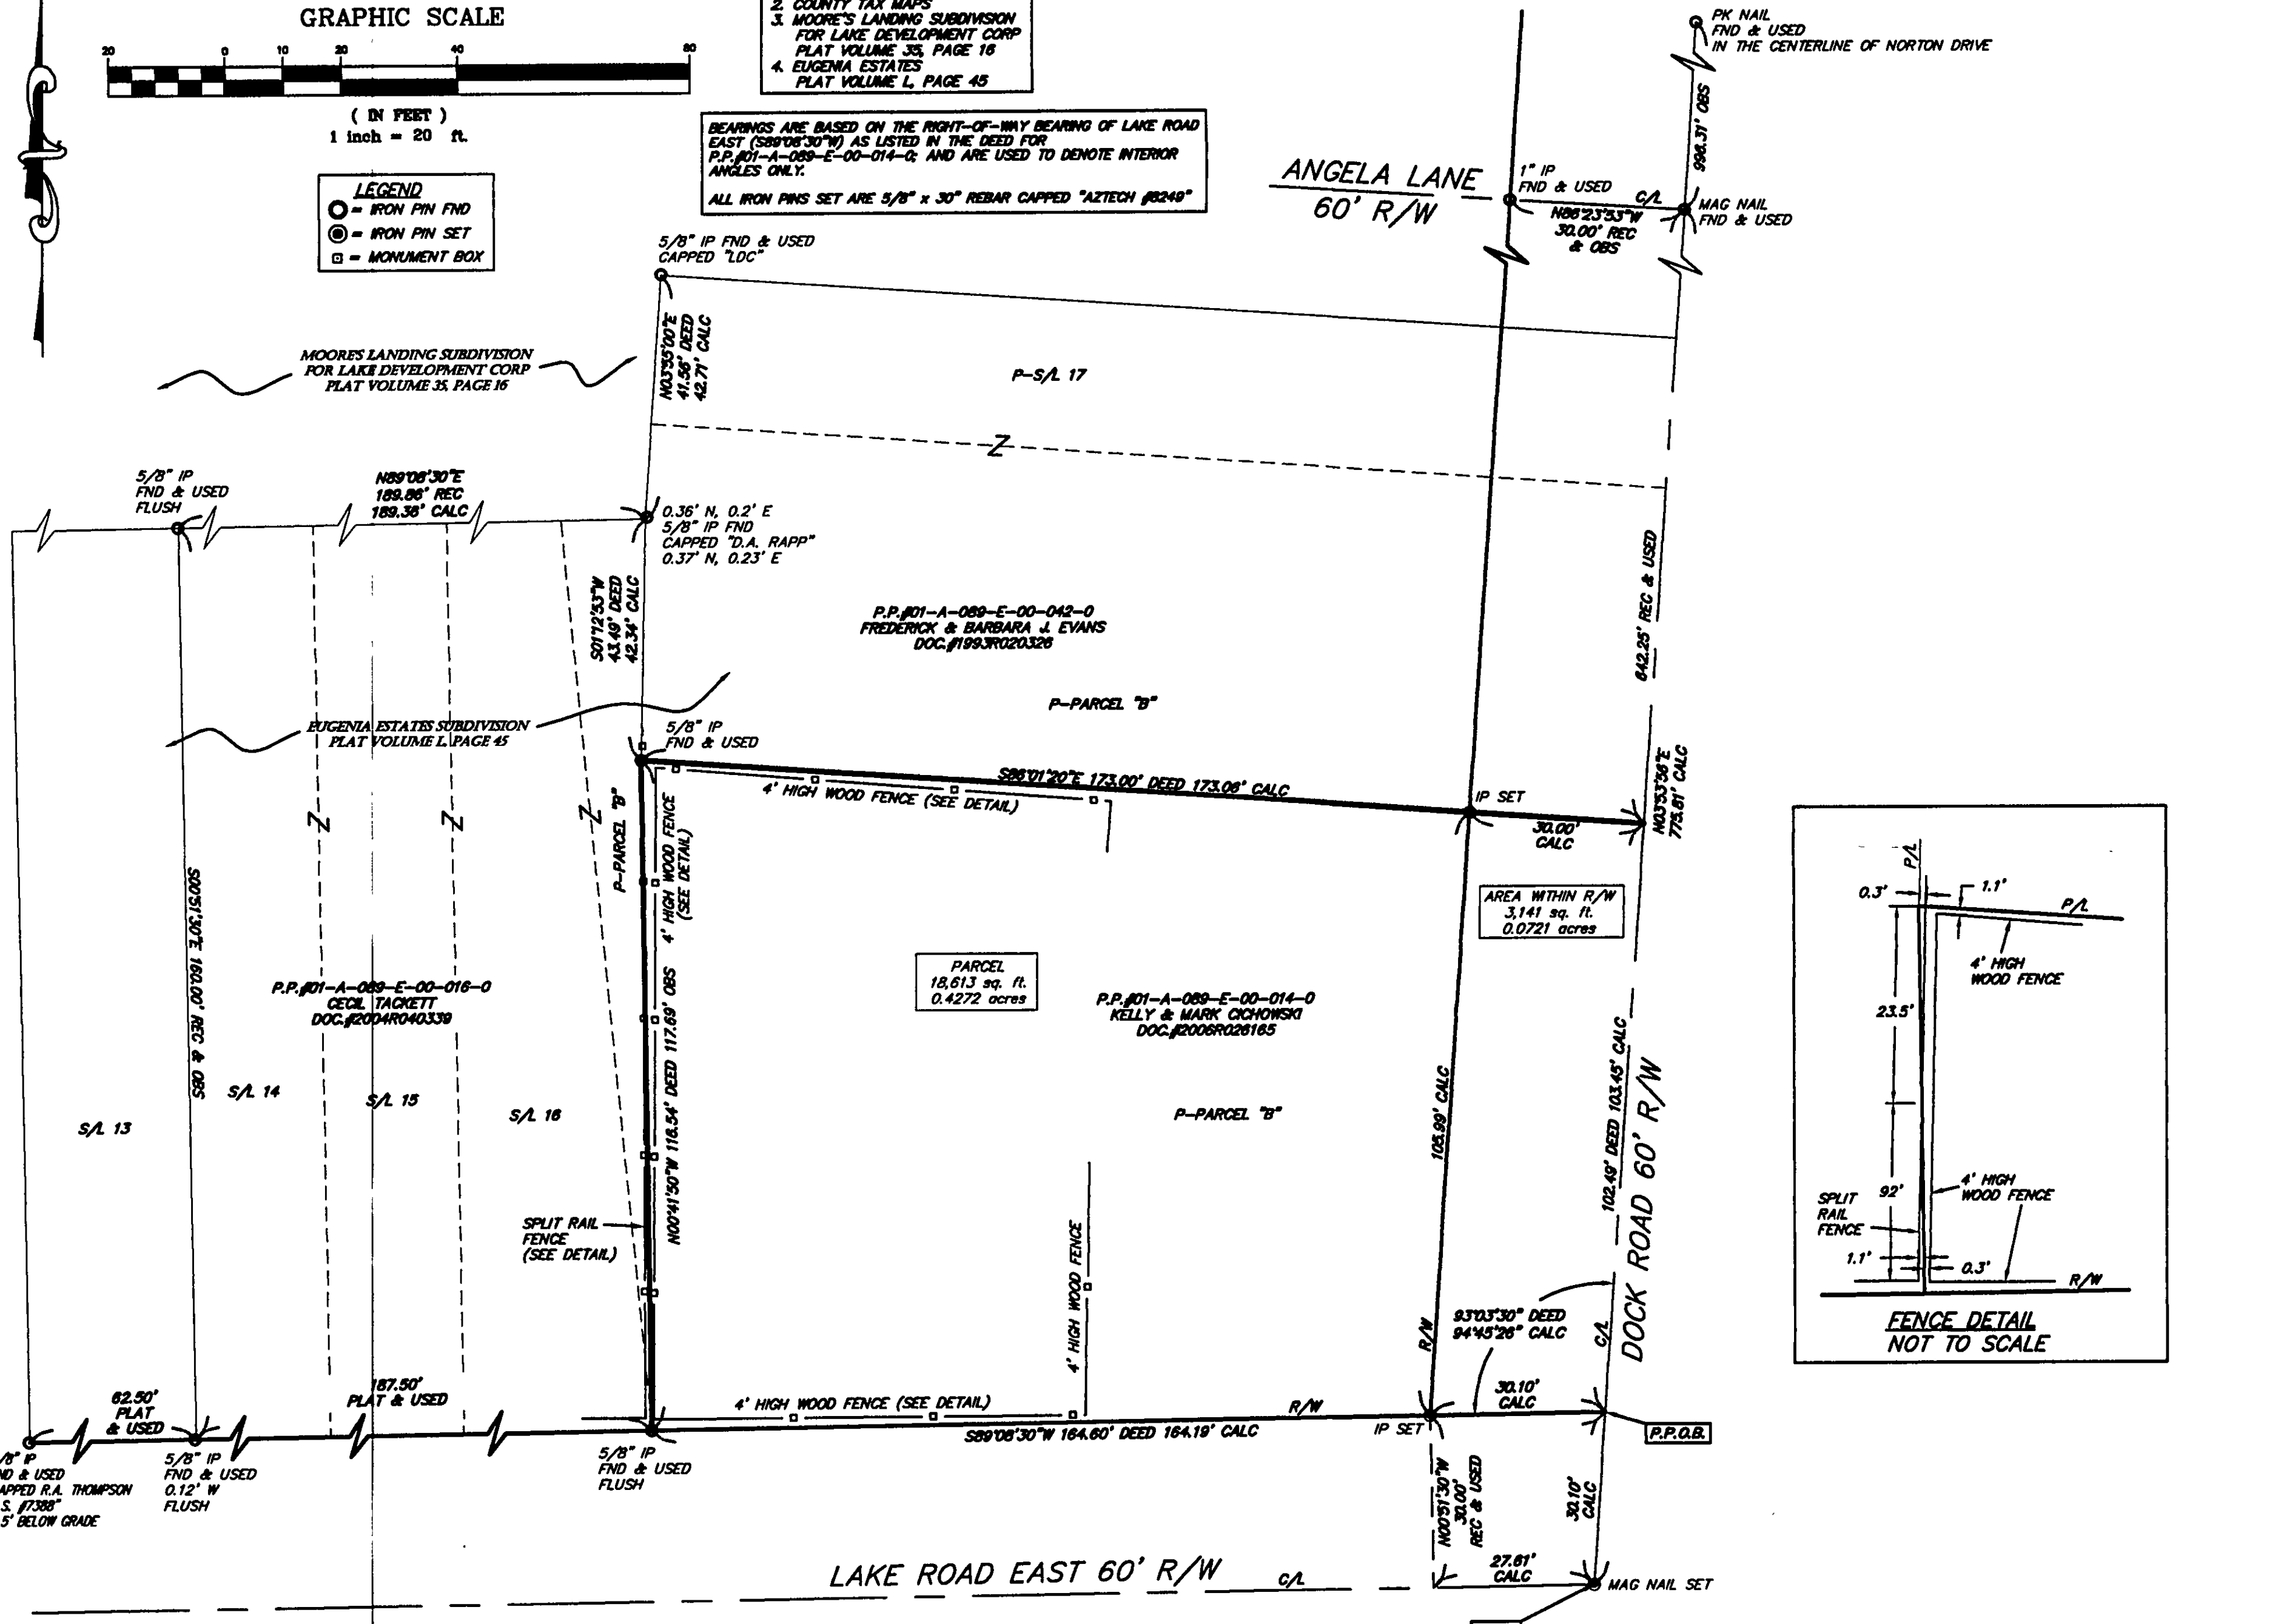 GRAPHIC SCALE
20 0 10 20 40 80
( IN FEET )
1 inch = 20 ft.
LEGEND
= IRON PIN FND
= IRON PIN SET
= MONUMENT BOX
2. COUNTY TAX MAPS
3. MOORE'S LANDING SUBDIVISION
FOR LAKE DEVELOPMENT CORP
PLAT VOLUME 35, PAGE 16
4. EUGENIA ESTATES
PLAT VOLUME L, PAGE 45
BEARINGS ARE BASED ON THE RIGHT-OF-WAY BEARING OF LAKE ROAD
EAST (S89°08'30"W) AS LISTED IN THE DEED FOR
P.P.#01-A-089-E-00-014-0; AND ARE USED TO DENOTE INTERIOR
ANGLES ONLY.
ALL IRON PINS SET ARE 5/8" x 30" REBAR CAPPED "AZTECH #8249"
PK NAIL
FND & USED
IN THE CENTERLINE OF NORTON DRIVE
996.31' OBS
ANGELA LANE
60' R/W
1" IP
FND & USED
C/L
N86°23'53"W
30.00' REC
& OBS
MAG NAIL
FND & USED
5/8" IP FND & USED
CAPPED "LDC"
N03°55'00"E
41.56' DEED
42.71' CALC
MOORE'S LANDING SUBDIVISION
FOR LAKE DEVELOPMENT CORP
PLAT VOLUME 35, PAGE 16
P-S/L 17
Z
5/8" IP
FND & USED
FLUSH
N89°08'30"E
189.86' REC
189.36' CALC
0.36' N, 0.2' E
5/8" IP FND
CAPPED "D.A. RAPP"
0.37' N, 0.23' E
S01°12'53"W
43.49' DEED
42.34' CALC
P.P.#01-A-089-E-00-042-0
FREDERICK & BARBARA J. EVANS
DOC.#1993R020326
642.25' REC & USED
P-PARCEL "B"
EUGENIA ESTATES SUBDIVISION
PLAT VOLUME L, PAGE 45
5/8" IP
FND & USED
S86°01'20"E 173.00' DEED 173.06' CALC
4' HIGH WOOD FENCE (SEE DETAIL)
IP SET
30.00'
CALC
N03°53'56"E
775.81' CALC
Z
Z
Z
P-PARCEL "B"
4' HIGH WOOD FENCE
(SEE DETAIL)
AREA WITHIN R/W
3,141 sq. ft.
0.0721 acres
S00°51'30"E 160.00' REC & OBS
PARCEL
18,613 sq. ft.
0.4272 acres
P.P.#01-A-089-E-00-016-0
CECIL TACKETT
DOC.#2004R040339
P.P.#01-A-089-E-00-014-0
KELLY & MARK CICHOWSKI
DOC.#2006R026165
N00°41'50"W 118.54' DEED 117.69' OBS
105.99' CALC
102.49' DEED 103.45' CALC
DOCK ROAD 60' R/W
S/L 13
S/L 14
S/L 15
S/L 16
P-PARCEL "B"
SPLIT RAIL
FENCE
(SEE DETAIL)
4' HIGH WOOD FENCE
93°03'30" DEED
94°45'26" CALC
R/W
C/L
62.50'
PLAT
& USED
187.50'
PLAT & USED
4' HIGH WOOD FENCE (SEE DETAIL)
R/W
30.10'
CALC
S89°08'30"W 164.60' DEED 164.19' CALC
IP SET
P.P.O.B.
/8" IP
ND & USED
APPED R.A. THOMPSON
S. #7388"
5' BELOW GRADE
5/8" IP
FND & USED
0.12' W
FLUSH
5/8" IP
FND & USED
FLUSH
N00°51'30"W
30.00'
REC & USED
30.10'
CALC
27.61'
CALC
MAG NAIL SET
LAKE ROAD EAST 60' R/W
C/L
P/L
0.3'
1.1'
P/L
4' HIGH
WOOD FENCE
23.5'
92'
4' HIGH
WOOD FENCE
SPLIT
RAIL
FENCE
1.1'
0.3'
R/W
FENCE DETAIL
NOT TO SCALE